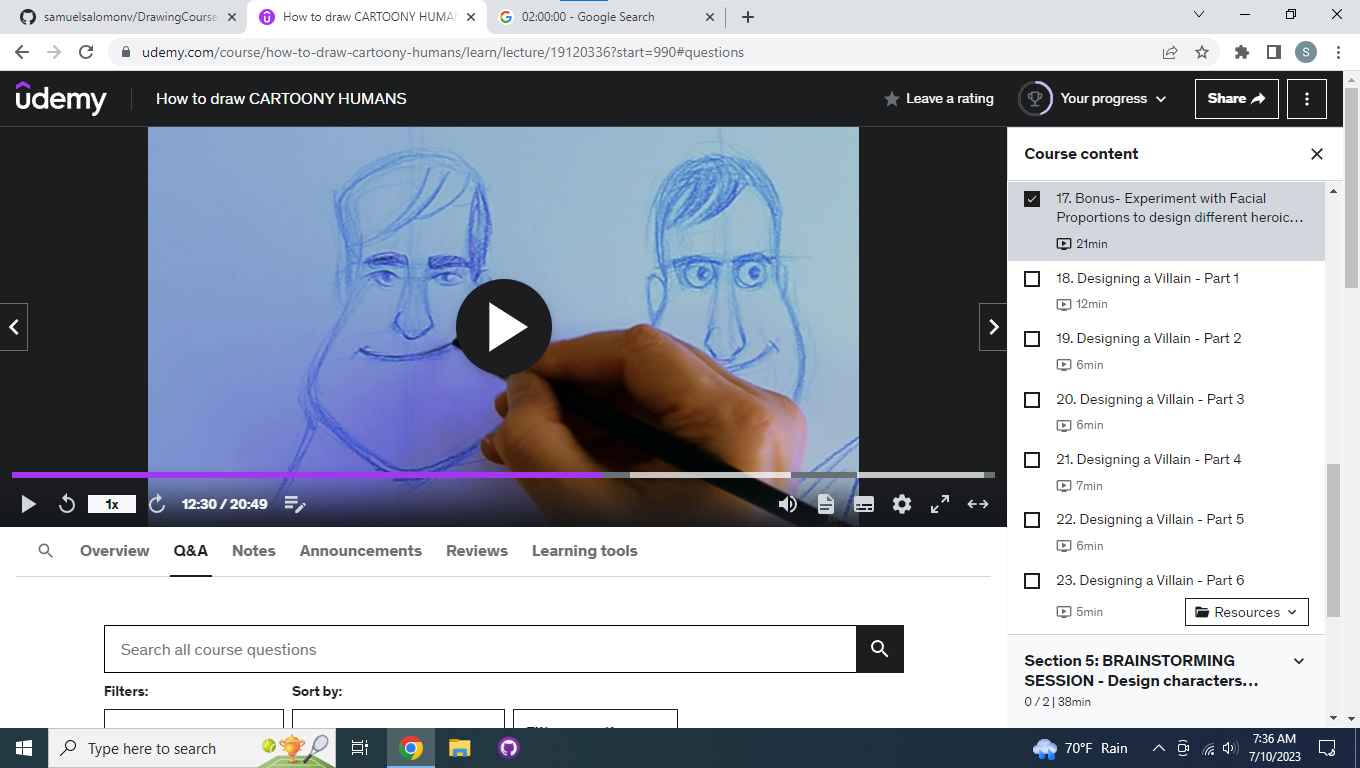 samuelsalomonv/DrawingCourse
How to draw CARTOONY HUMAN
02:00:00 - Google Search
udemy.com/course/how-to-draw-cartoony-humans/learn/lecture/19120336?start=990#questions
S
udemy
How to draw CARTOONY HUMANS
Leave a rating
Your progress
Share
Course content
17. Bonus- Experiment with Facial
Proportions to design different heroic…
21min
18. Designing a Villain - Part 1
12min
19. Designing a Villain - Part 2
6min
20. Designing a Villain - Part 3
6min
21. Designing a Villain - Part 4
7min
22. Designing a Villain - Part 5
6min
23. Designing a Villain - Part 6
5min
Resources
Section 5: BRAINSTORMING
SESSION - Design characters…
0 / 2 | 38min
1x
12:30 / 20:49
Overview
Q&A
Notes
Announcements
Reviews
Learning tools
Search all course questions
Filters:
Sort by:
Type here to search
70°F Rain
7:36 AM
7/10/2023